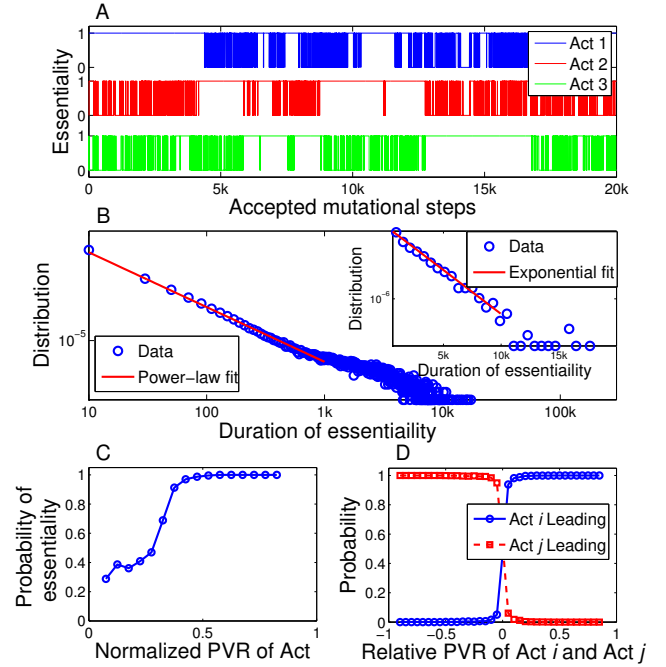 A
Essentiality
1
0
1
0
1
0
Act 1
Act 2
Act 3
0
5k
10k
15k
20k
Accepted mutational steps
B
Distribution
10^-5
Data
Power-law fit
10
100
1k
10k
100k
Duration of essentiaility
Distribution
10^-6
Data
Exponential fit
5k
10k
15k
Duration of essentiaility
C
Probability of
essentiality
1
0.8
0.6
0.4
0.2
0
0
0.5
1
Normalized PVR of Act
D
Probability
1
0.8
0.6
0.4
0.2
0
Act i Leading
Act j Leading
-1
-0.5
0
0.5
1
Relative PVR of Act i and Act j